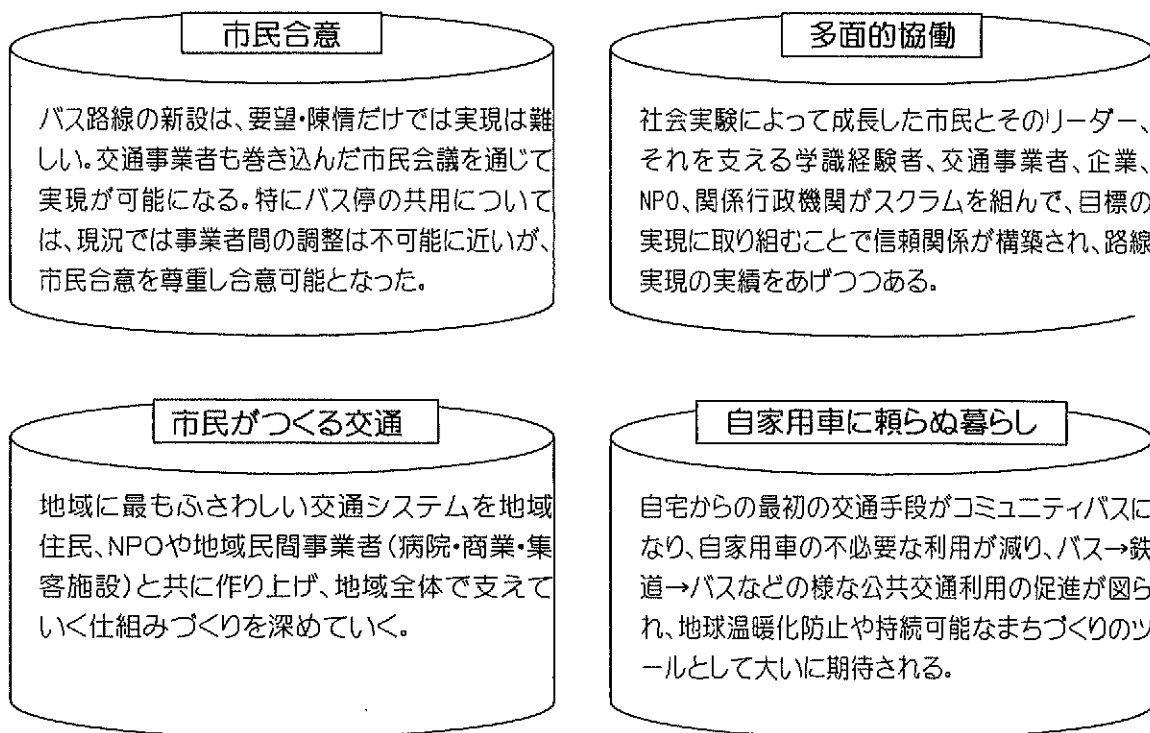 市民合意
バス路線の新設は、要望・陳情だけでは実現は難
しい。交通事業者も巻き込んだ市民会議を通じて
実現が可能になる。特にバス停の共用について
は、現況では事業者間の調整は不可能に近いが、
市民合意を尊重し合意可能となった。
多面的協働
社会実験によって成長した市民とそのリーダー、
それを支える学識経験者、交通事業者、企業、
NPO、関係行政機関がスクラムを組んで、目標の
実現に取り組むことで信頼関係が構築され、路線
実現の実績をあげつつある。
市民がつくる交通
地域に最もふさわしい交通システムを地域
住民、NPOや地域民間事業者(病院・商業・集
客施設)と共に作り上げ、地域全体で支えて
いく仕組みづくりを深めていく。
自家用車に頼らぬ暮らし
自宅からの最初の交通手段がコミュニティバスに
なり、自家用車の不必要な利用が減り、バス→鉄
道→バスなどの様な公共交通利用の促進が図ら
れ、地球温暖化防止や持続可能なまちづくりのツ
ールとして大いに期待される。